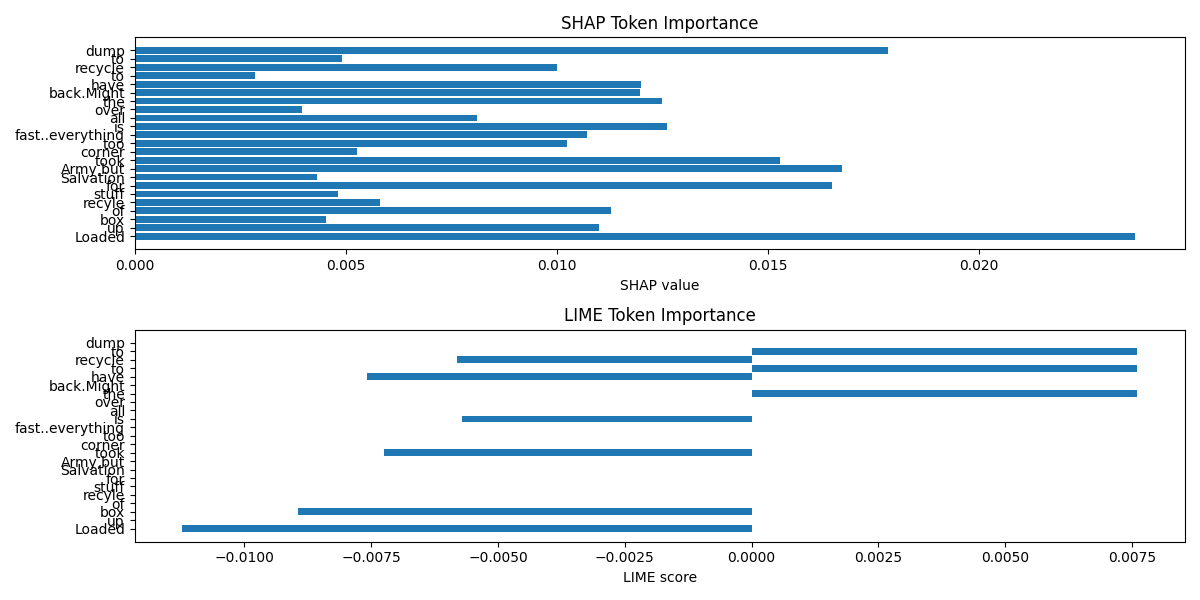 SHAP Token Importance
dump
to
recycle
to
have
back.Might
the
over
all
is
fast..everything
too
corner
took
Army,but
Salvation
for
stuff
recyle
of
box
up
Loaded
0.000 0.005 0.010 0.015 0.020
SHAP value
LIME Token Importance
dump
to
recycle
to
have
back.Might
the
over
all
is
fast..everything
too
corner
took
Army,but
Salvation
for
stuff
recyle
of
box
up
Loaded
−0.0100 −0.0075 −0.0050 −0.0025 0.0000 0.0025 0.0050 0.0075
LIME score